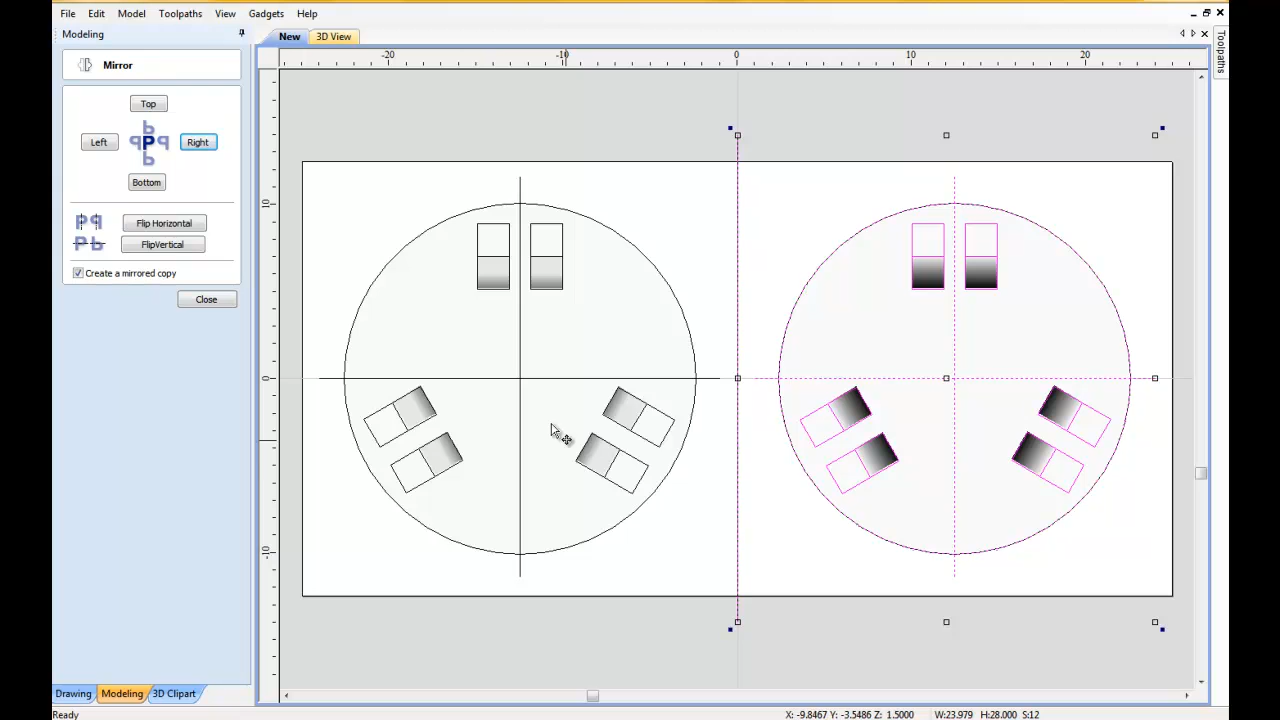 File Edit Model Toolpaths View Gadgets Help
Modeling
New 3D View
Mirror
Top
Left
Right
Bottom
Flip Horizontal
FlipVertical
Create a mirrored copy
Close
-20 -10 0 10 20
10
0
-10
Toolpaths
Drawing Modeling 3D Clipart
Ready
X: -9.8467 Y: -3.5486 Z: 1.5000 W:23.979 H:28.000 S:12